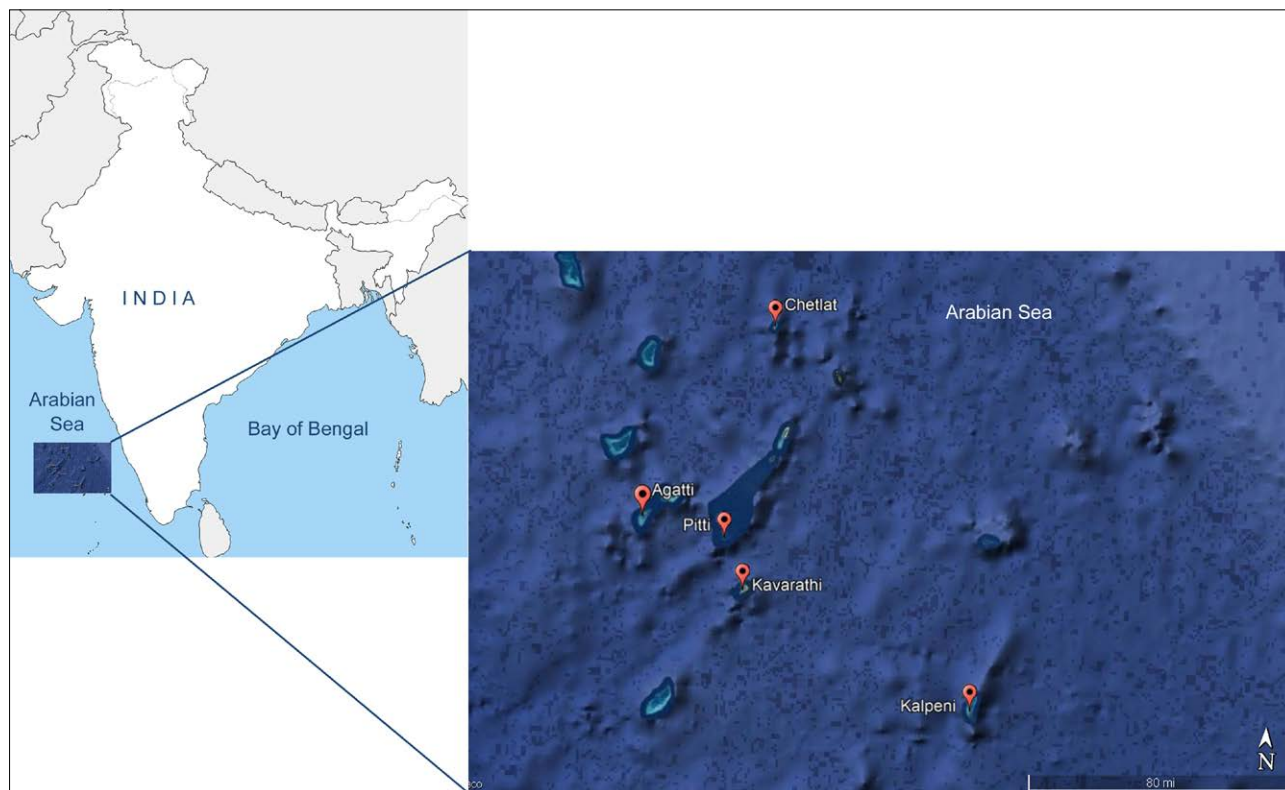 INDIA
Arabian
Sea
Bay of Bengal
Chetlat
Arabian Sea
Agatti
Pitti
Kavarathi
Kalpeni
N
80 mi